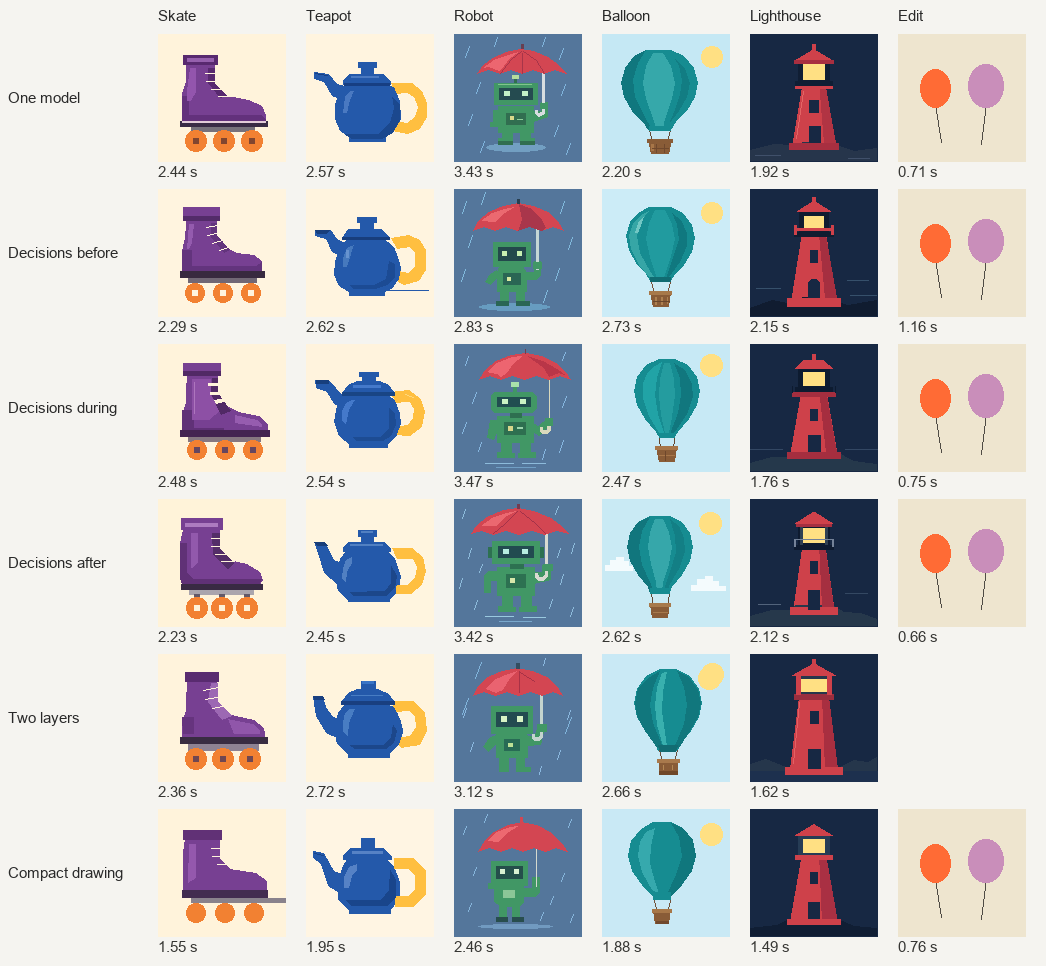 Skate Teapot Robot Balloon Lighthouse Edit
One model
2.44 s 2.57 s 3.43 s 2.20 s 1.92 s 0.71 s
Decisions before
2.29 s 2.62 s 2.83 s 2.73 s 2.15 s 1.16 s
Decisions during
2.48 s 2.54 s 3.47 s 2.47 s 1.76 s 0.75 s
Decisions after
2.23 s 2.45 s 3.42 s 2.62 s 2.12 s 0.66 s
Two layers
2.36 s 2.72 s 3.12 s 2.66 s 1.62 s
Compact drawing
1.55 s 1.95 s 2.46 s 1.88 s 1.49 s 0.76 s